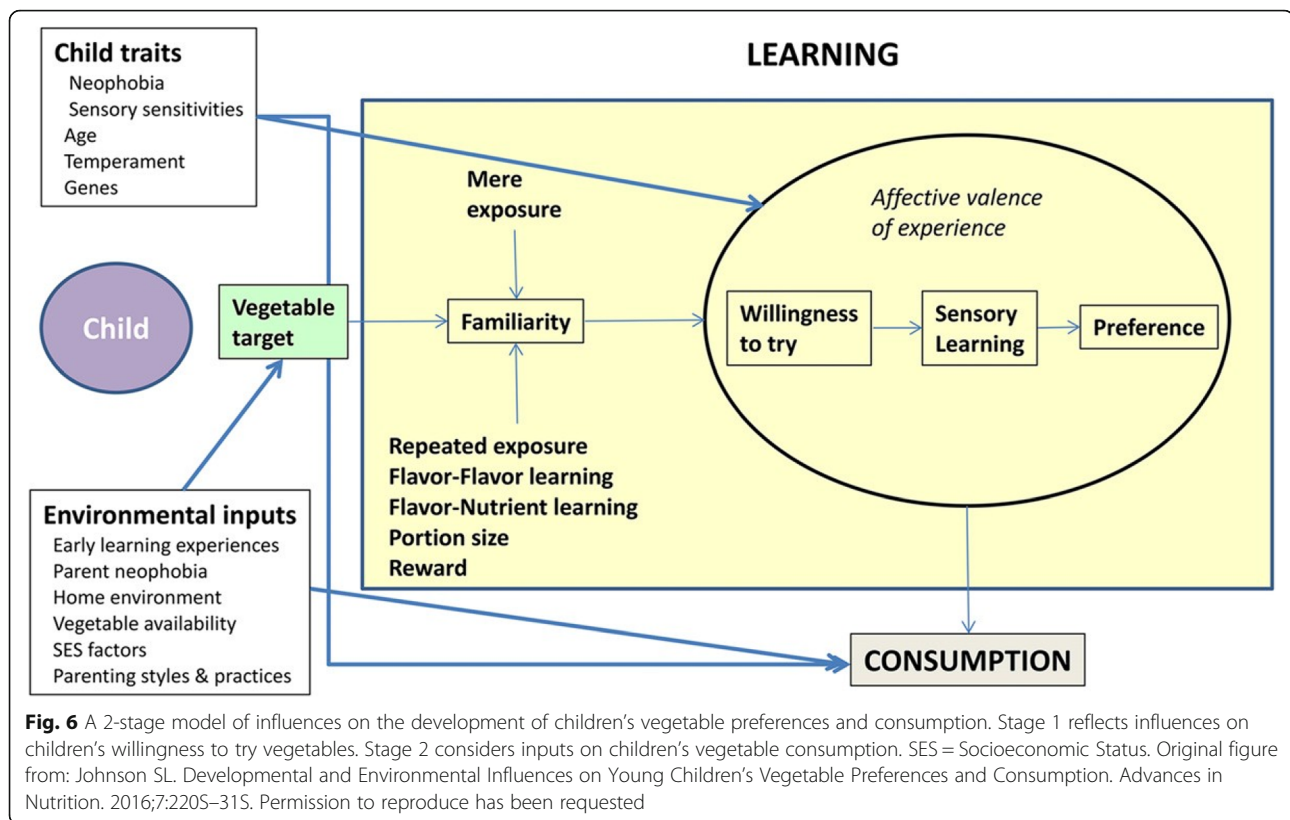 Child traits
Neophobia
Sensory sensitivities
Age
Temperament
Genes
LEARNING
Mere
exposure
Affective valence
of experience
Child
Vegetable
target
Familiarity
Willingness
to try
Sensory
Learning
Preference
Repeated exposure
Flavor-Flavor learning
Flavor-Nutrient learning
Portion size
Reward
Environmental inputs
Early learning experiences
Parent neophobia
Home environment
Vegetable availability
SES factors
Parenting styles & practices
CONSUMPTION
Fig. 6 A 2-stage model of influences on the development of children’s vegetable preferences and consumption. Stage 1 reflects influences on
children’s willingness to try vegetables. Stage 2 considers inputs on children’s vegetable consumption. SES = Socioeconomic Status. Original figure
from: Johnson SL. Developmental and Environmental Influences on Young Children’s Vegetable Preferences and Consumption. Advances in
Nutrition. 2016;7:220S–31S. Permission to reproduce has been requested